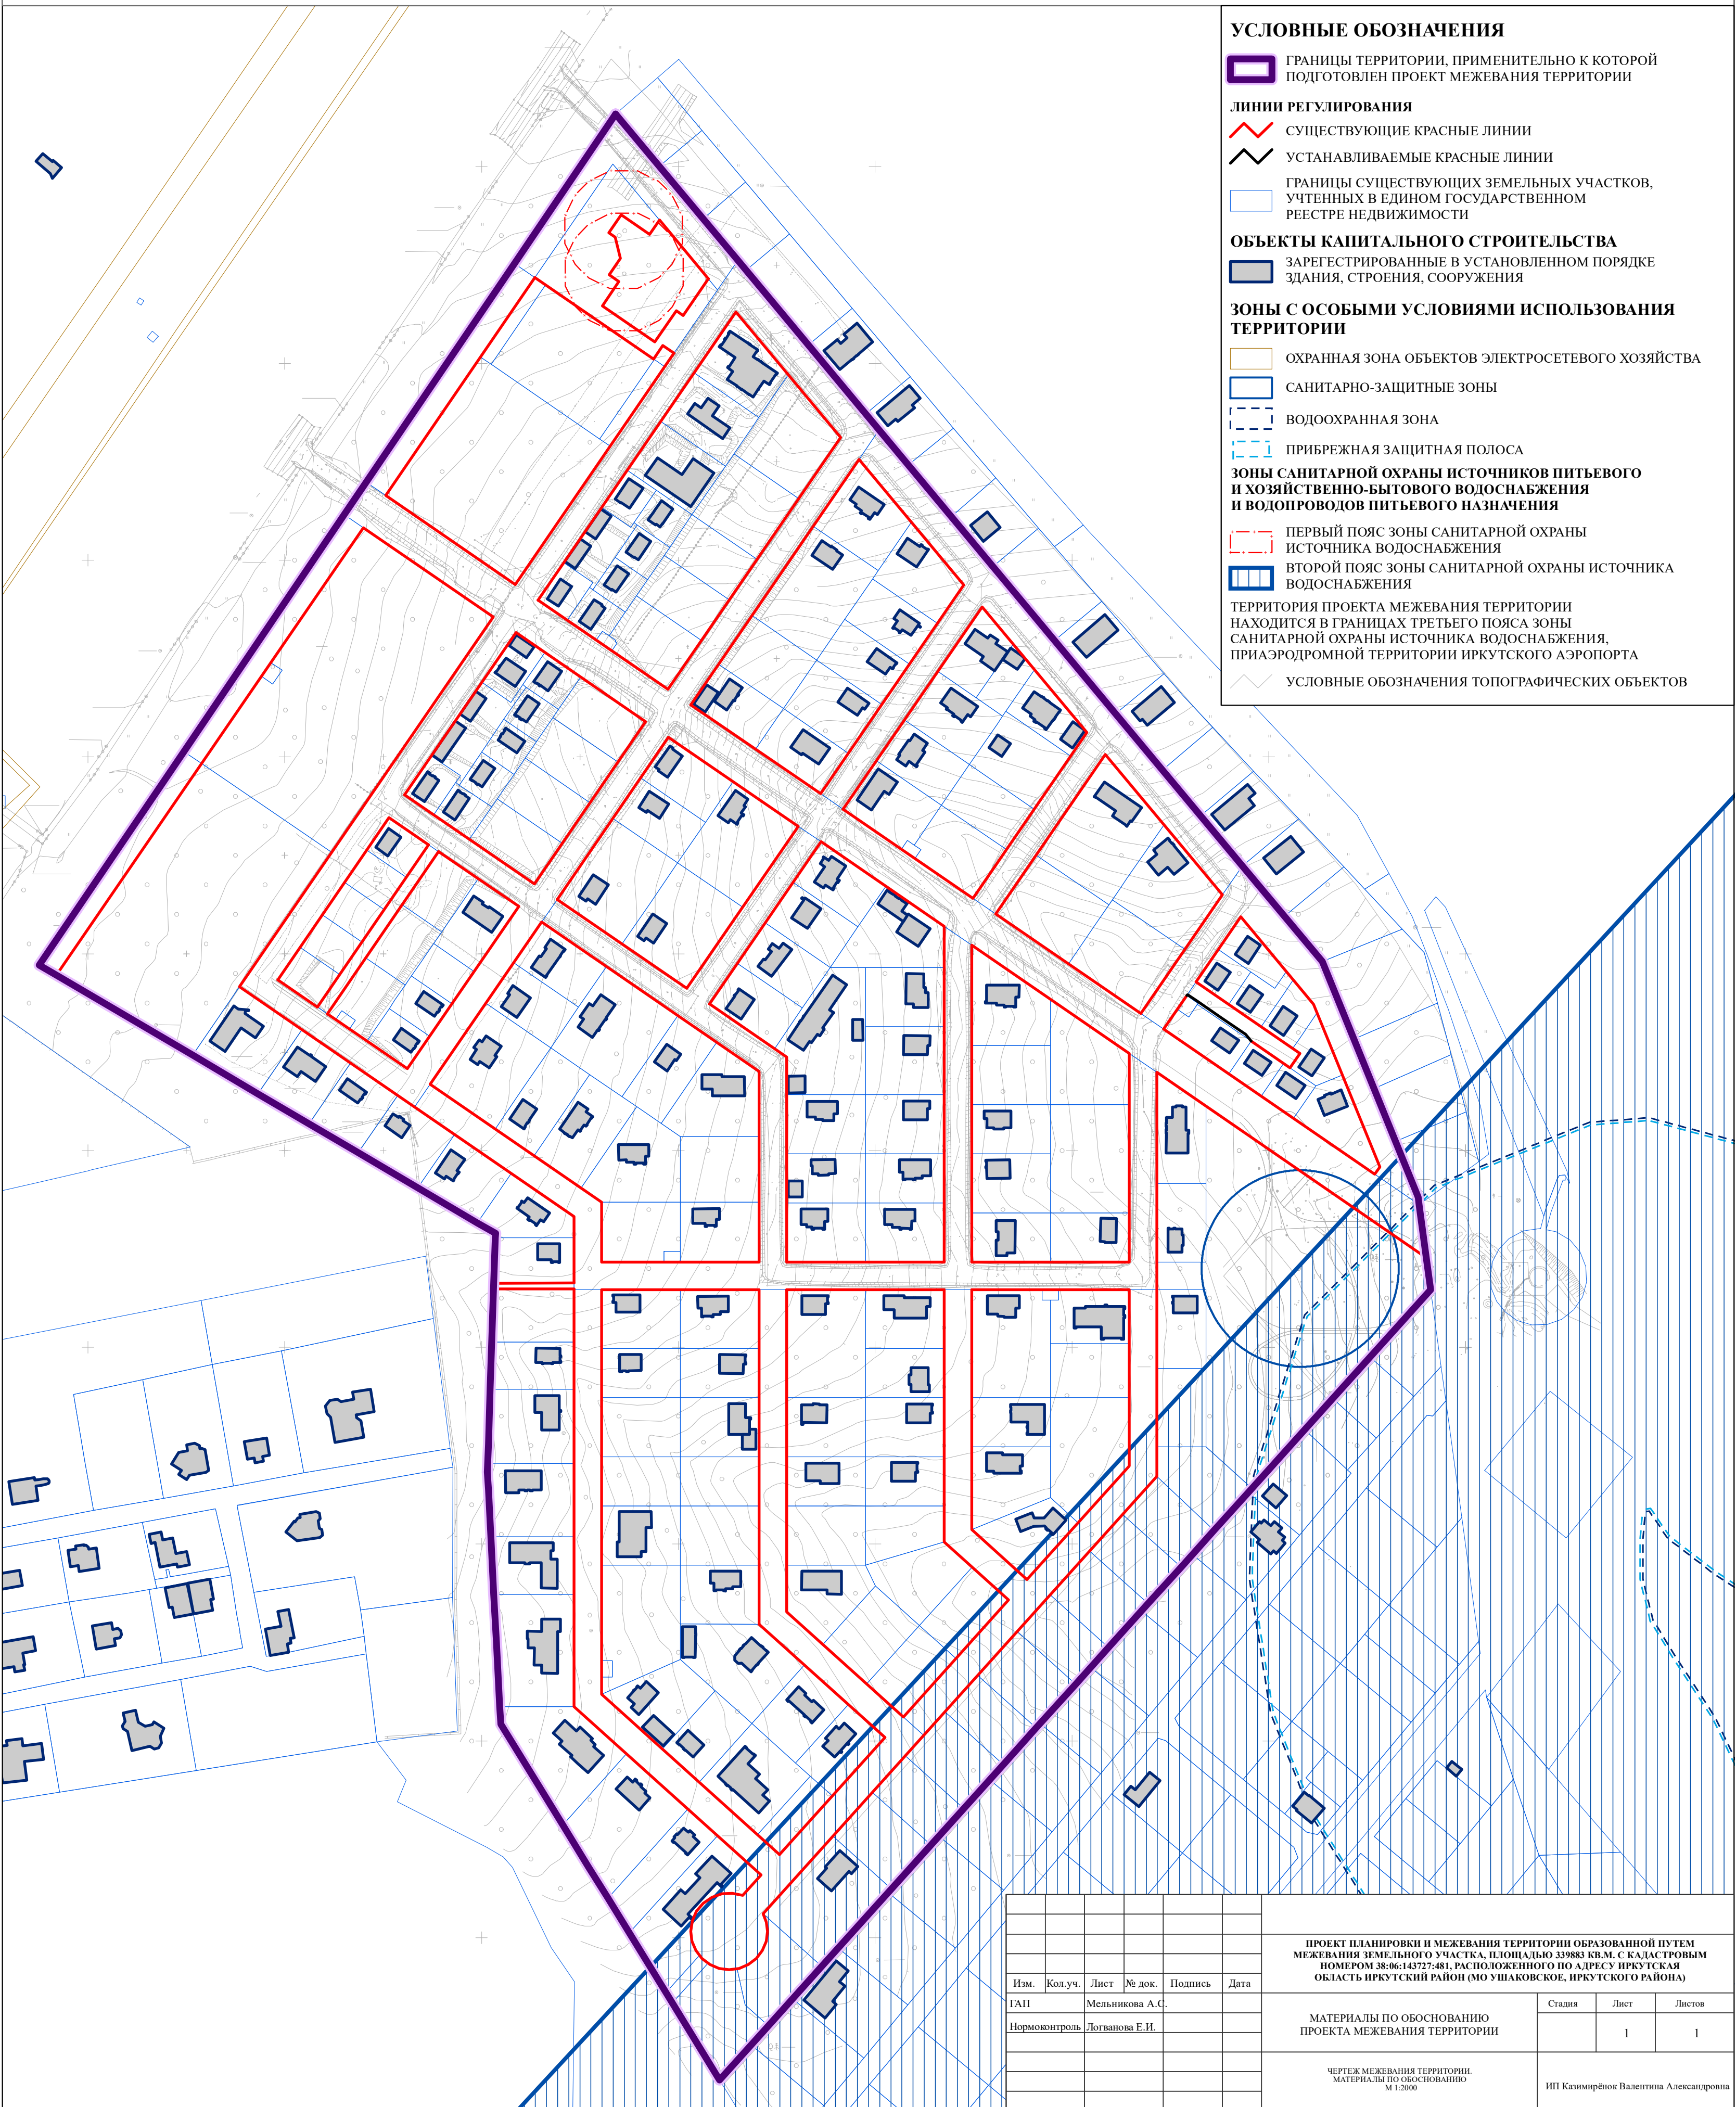 УСЛОВНЫЕ ОБОЗНАЧЕНИЯ
ГРАНИЦЫ ТЕРРИТОРИИ, ПРИМЕНИТЕЛЬНО К КОТОРОЙ
ПОДГОТОВЛЕН ПРОЕКТ МЕЖЕВАНИЯ ТЕРРИТОРИИ
ЛИНИИ РЕГУЛИРОВАНИЯ
СУЩЕСТВУЮЩИЕ КРАСНЫЕ ЛИНИИ
УСТАНАВЛИВАЕМЫЕ КРАСНЫЕ ЛИНИИ
ГРАНИЦЫ СУЩЕСТВУЮЩИХ ЗЕМЕЛЬНЫХ УЧАСТКОВ,
УЧТЕННЫХ В ЕДИНОМ ГОСУДАРСТВЕННОМ
РЕЕСТРЕ НЕДВИЖИМОСТИ
ОБЪЕКТЫ КАПИТАЛЬНОГО СТРОИТЕЛЬСТВА
ЗАРЕГЕСТРИРОВАННЫЕ В УСТАНОВЛЕННОМ ПОРЯДКЕ
ЗДАНИЯ, СТРОЕНИЯ, СООРУЖЕНИЯ
ЗОНЫ С ОСОБЫМИ УСЛОВИЯМИ ИСПОЛЬЗОВАНИЯ
ТЕРРИТОРИИ
ОХРАННАЯ ЗОНА ОБЪЕКТОВ ЭЛЕКТРОСЕТЕВОГО ХОЗЯЙСТВА
САНИТАРНО-ЗАЩИТНЫЕ ЗОНЫ
ВОДООХРАННАЯ ЗОНА
ПРИБРЕЖНАЯ ЗАЩИТНАЯ ПОЛОСА
ЗОНЫ САНИТАРНОЙ ОХРАНЫ ИСТОЧНИКОВ ПИТЬЕВОГО
И ХОЗЯЙСТВЕННО-БЫТОВОГО ВОДОСНАБЖЕНИЯ
И ВОДОПРОВОДОВ ПИТЬЕВОГО НАЗНАЧЕНИЯ
ПЕРВЫЙ ПОЯС ЗОНЫ САНИТАРНОЙ ОХРАНЫ
ИСТОЧНИКА ВОДОСНАБЖЕНИЯ
ВТОРОЙ ПОЯС ЗОНЫ САНИТАРНОЙ ОХРАНЫ ИСТОЧНИКА
ВОДОСНАБЖЕНИЯ
ТЕРРИТОРИЯ ПРОЕКТА МЕЖЕВАНИЯ ТЕРРИТОРИИ
НАХОДИТСЯ В ГРАНИЦАХ ТРЕТЬЕГО ПОЯСА ЗОНЫ
САНИТАРНОЙ ОХРАНЫ ИСТОЧНИКА ВОДОСНАБЖЕНИЯ,
ПРИАЭРОДРОМНОЙ ТЕРРИТОРИИ ИРКУТСКОГО АЭРОПОРТА
УСЛОВНЫЕ ОБОЗНАЧЕНИЯ ТОПОГРАФИЧЕСКИХ ОБЪЕКТОВ
ПРОЕКТ ПЛАНИРОВКИ И МЕЖЕВАНИЯ ТЕРРИТОРИИ ОБРАЗОВАННОЙ ПУТЕМ
МЕЖЕВАНИЯ ЗЕМЕЛЬНОГО УЧАСТКА, ПЛОЩАДЬЮ 339883 КВ.М. С КАДАСТРОВЫМ
НОМЕРОМ 38:06:143727:481, РАСПОЛОЖЕННОГО ПО АДРЕСУ ИРКУТСКАЯ
ОБЛАСТЬ ИРКУТСКИЙ РАЙОН (МО УШАКОВСКОЕ, ИРКУТСКОГО РАЙОНА)
Изм. Кол.уч. Лист № док. Подпись Дата
ГАП Мельникова А.С.
Нормоконтроль Логванова Е.И.
МАТЕРИАЛЫ ПО ОБОСНОВАНИЮ
ПРОЕКТА МЕЖЕВАНИЯ ТЕРРИТОРИИ
Стадия Лист Листов
1 1
ЧЕРТЕЖ МЕЖЕВАНИЯ ТЕРРИТОРИИ.
МАТЕРИАЛЫ ПО ОБОСНОВАНИЮ
М 1:2000
ИП Казимирёнок Валентина Александровна